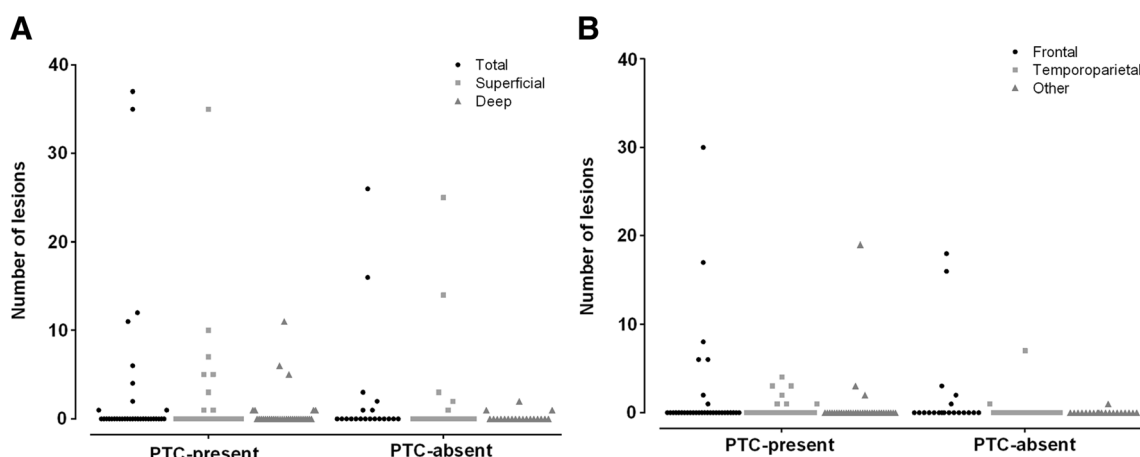 A
B
Total
Superficial
Deep
Frontal
Temporoparietal
Other
Number of lesions
40
30
20
10
0
PTC-present
PTC-absent
Number of lesions
40
30
20
10
0
PTC-present
PTC-absent